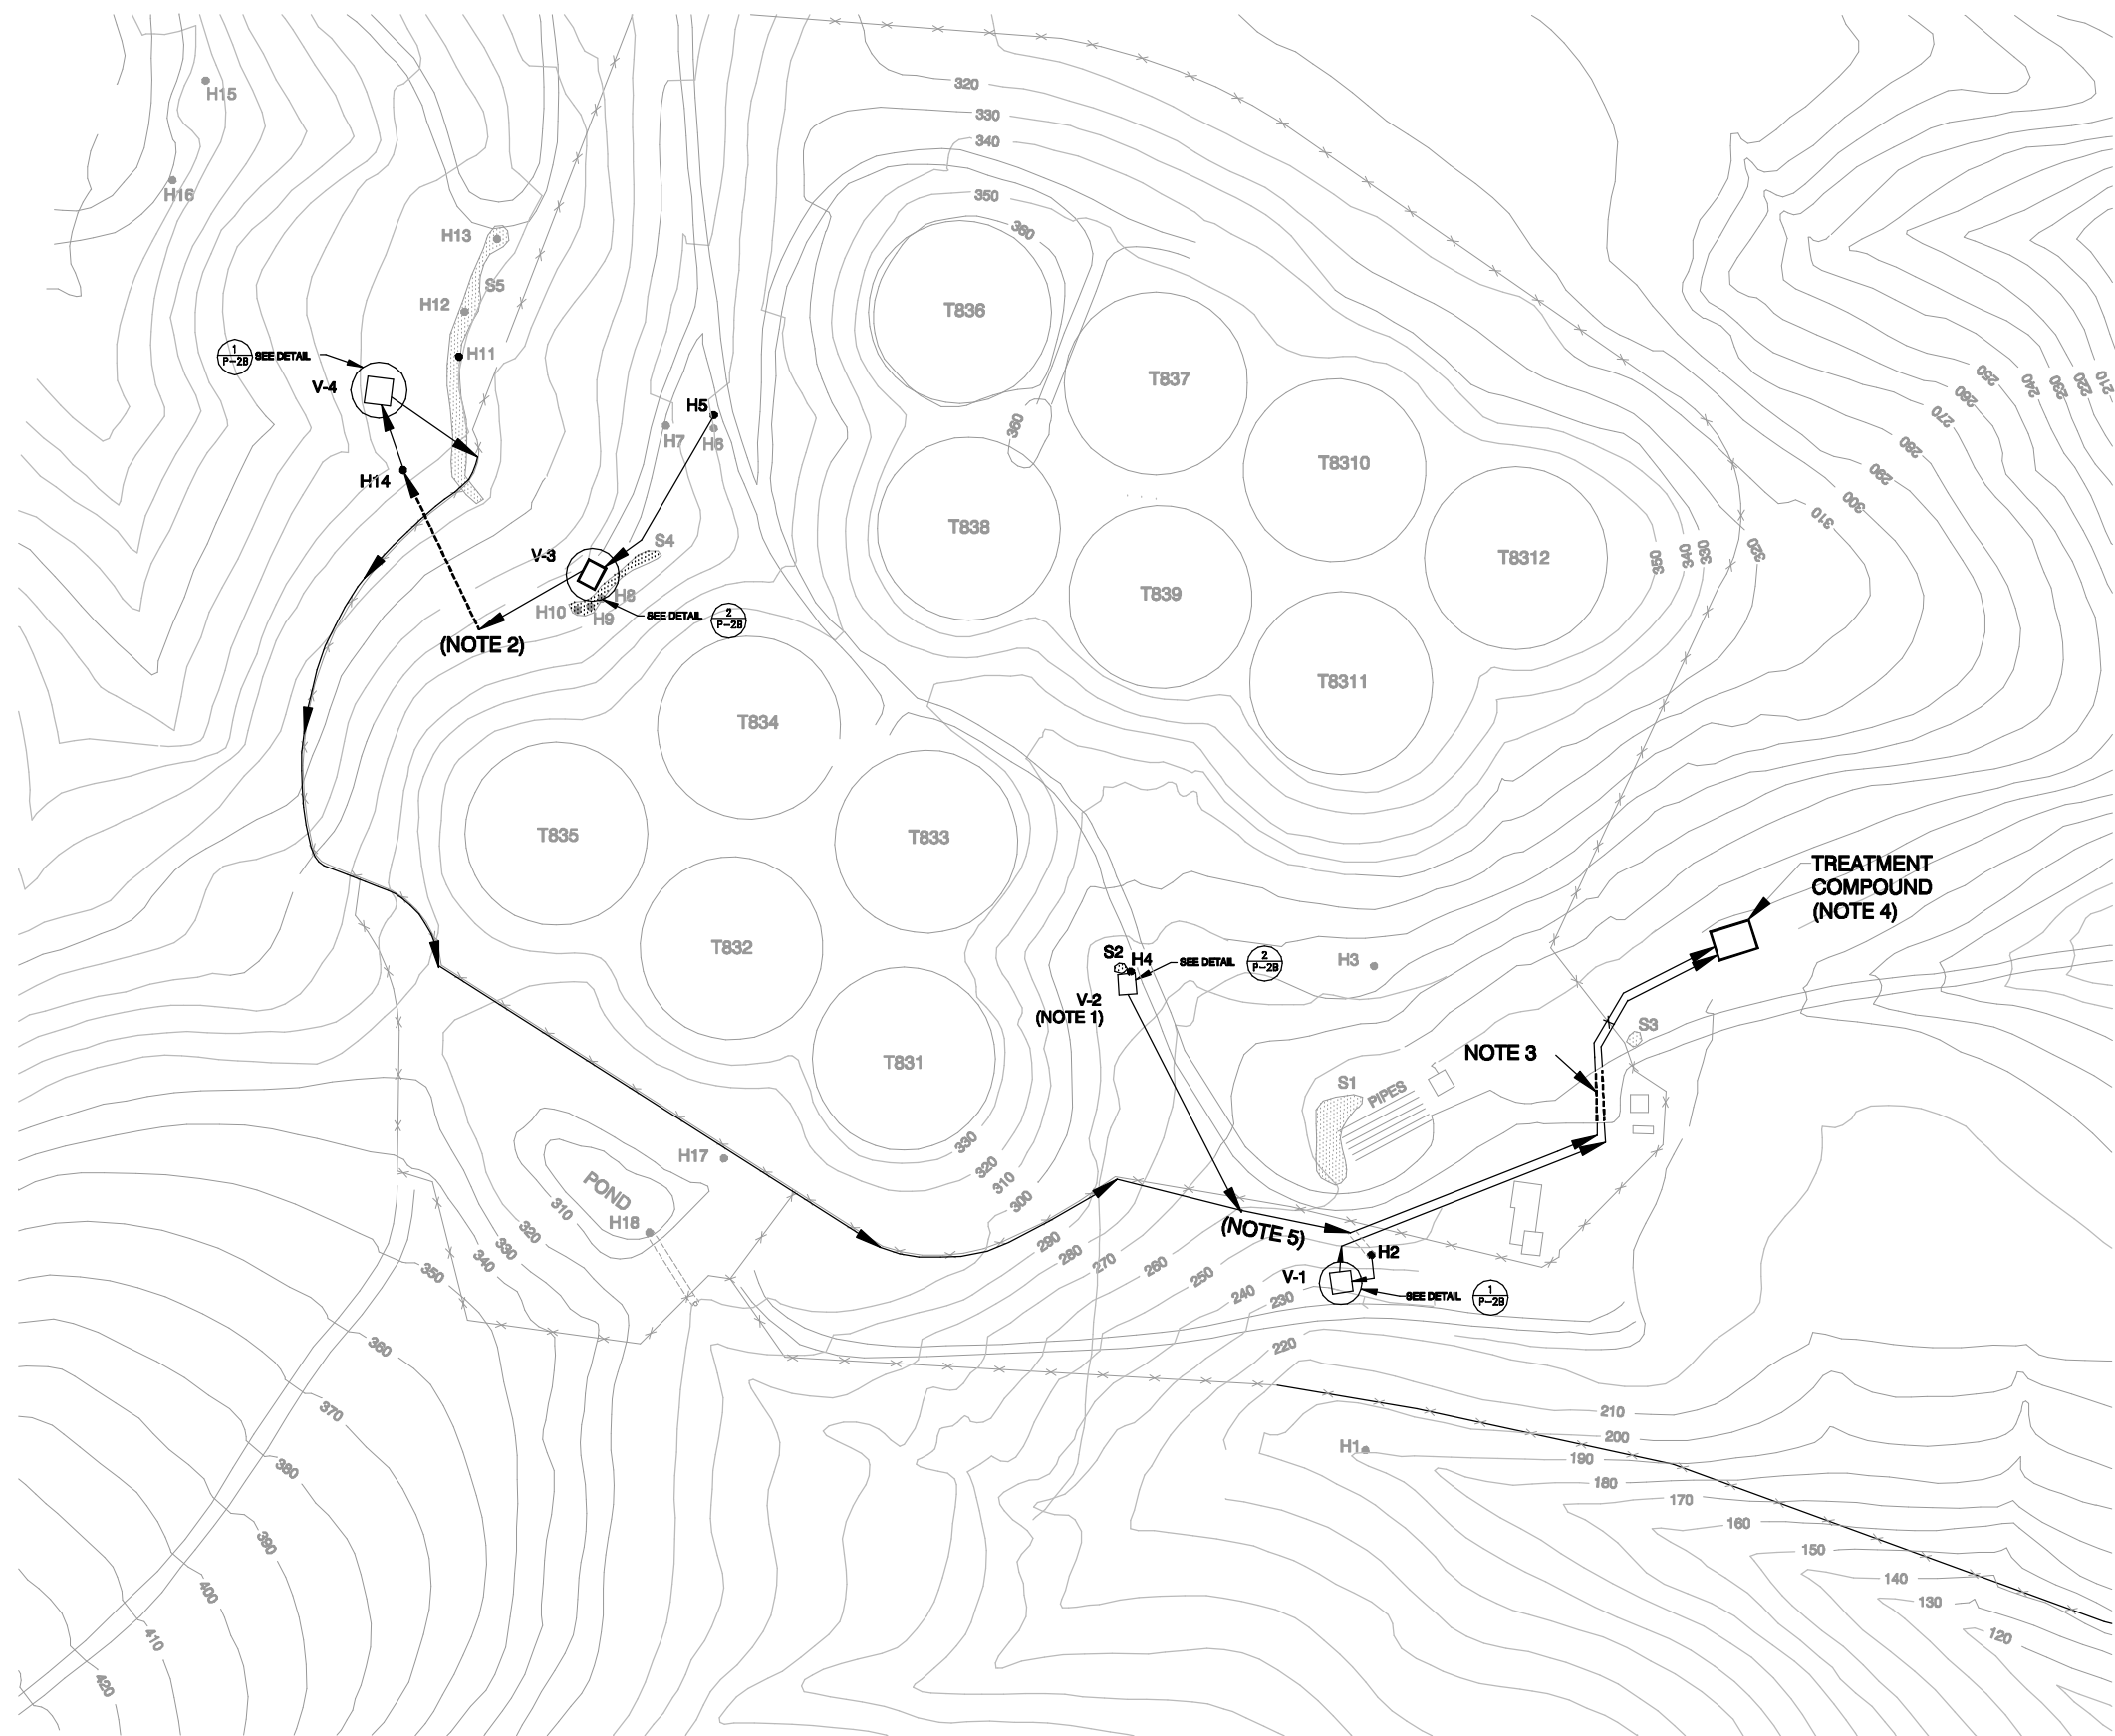 H15
H16
320
330
340
350
360
H13
S5
H12
H11
1
P-2B
SEE DETAIL
V-4
H14
H5
H7
H6
360
T836
T837
T838
T8310
T839
T8312
T8311
350
340
330
320
250
240
230
220
210
260
270
280
290
300
310
V-3
S4
H8
H10
H9
SEE DETAIL
2
P-2B
(NOTE 2)
T834
T835
T833
T832
T831
TREATMENT
COMPOUND
(NOTE 4)
S2
H4
SEE DETAIL
2
P-2B
H3
V-2
(NOTE 1)
S3
NOTE 3
S1
PIPES
H17
POND
H18
310
330
320
310
300
290
280
270
260
250
240
230
220
(NOTE 5)
H2
V-1
SEE DETAIL
1
P-2B
320
330
340
350
360
370
380
390
400
410
420
H1
210
200
190
180
170
160
150
140
130
120